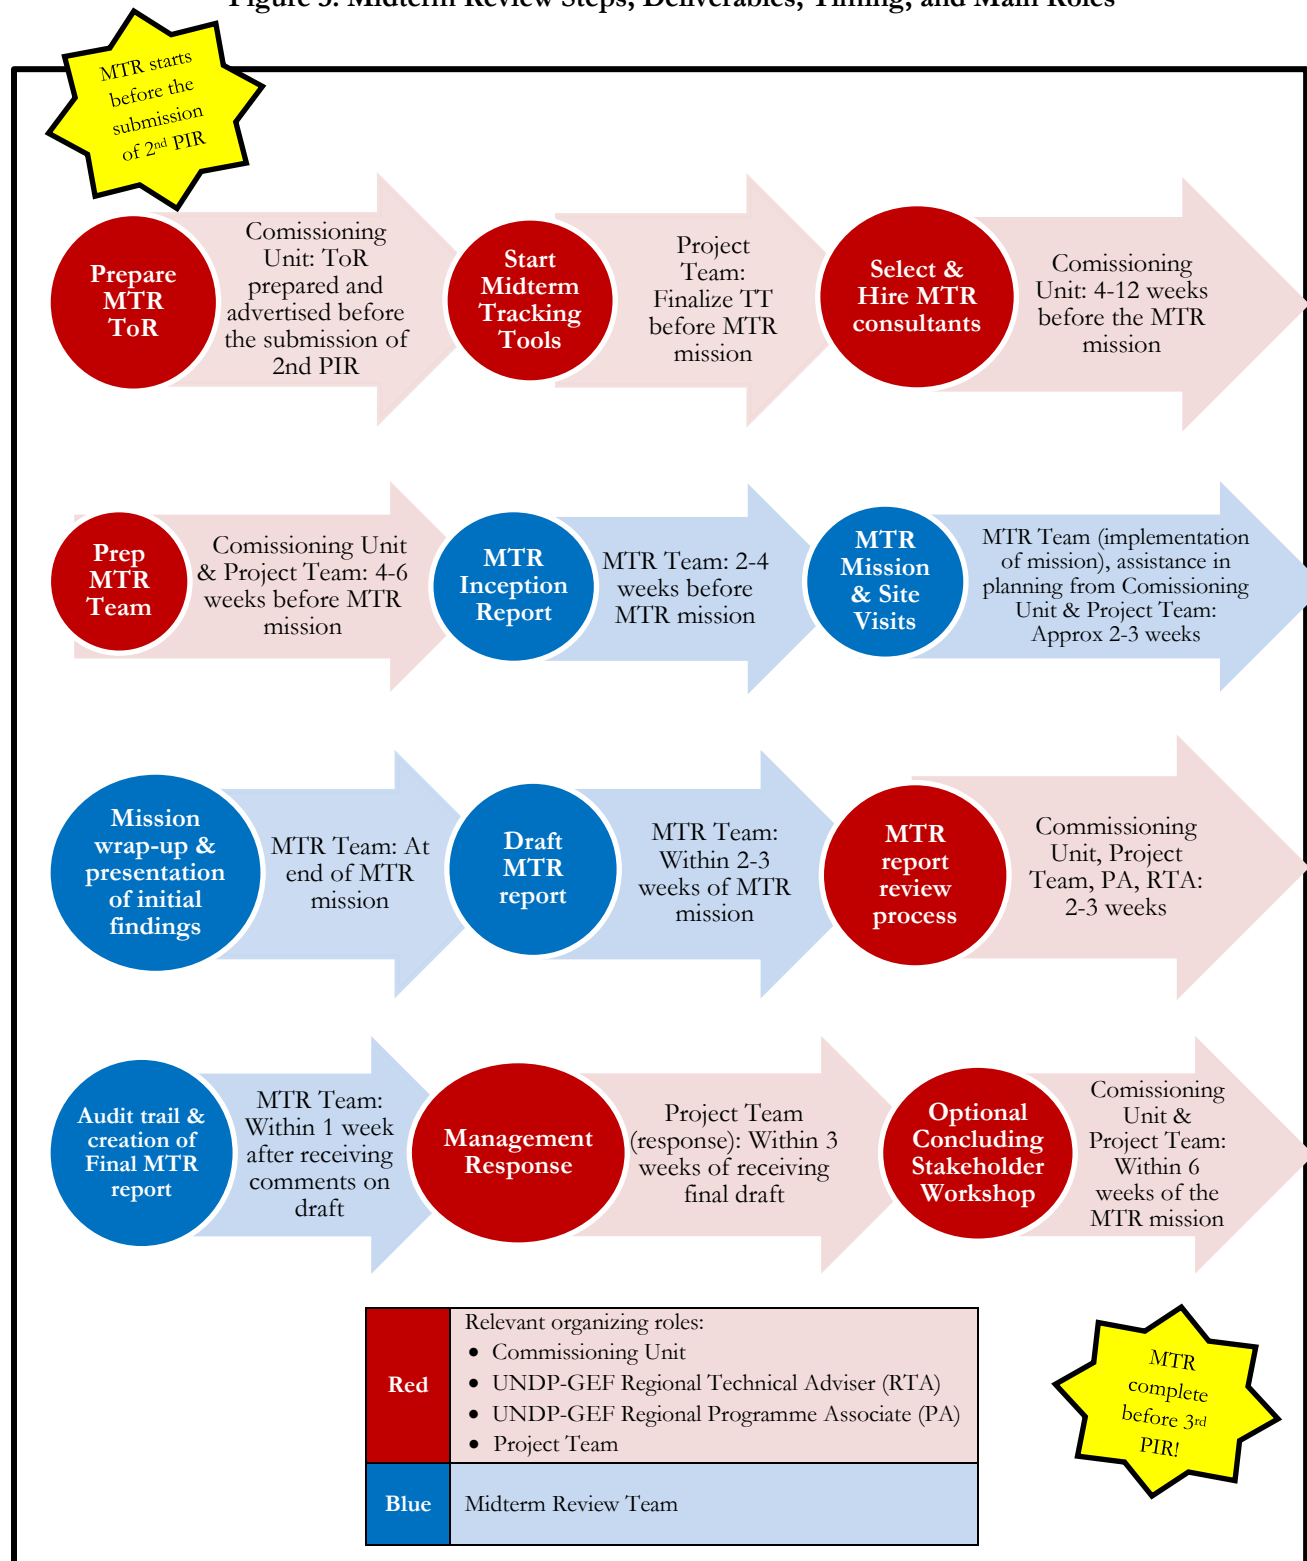 Figure 3. Midterm Review Steps, Deliverables, Timing, and Main Roles
MTR starts
before the
submission
of 2nd PIR
Prepare
MTR
ToR
Comissioning
Unit: ToR
prepared and
advertised before
the submission of
2nd PIR
Start
Midterm
Tracking
Tools
Project
Team:
Finalize TT
before MTR
mission
Select &
Hire MTR
consultants
Comissioning
Unit: 4-12 weeks
before the MTR
mission
Prep
MTR
Team
Comissioning Unit
& Project Team: 4-6
weeks before MTR
mission
MTR
Inception
Report
MTR Team: 2-4
weeks before
MTR mission
MTR
Mission
& Site
Visits
MTR Team (implementation
of mission), assistance in
planning from Comissioning
Unit & Project Team:
Approx 2-3 weeks
Mission
wrap-up &
presentation
of initial
findings
MTR Team: At
end of MTR
mission
Draft
MTR
report
MTR Team:
Within 2-3
weeks of MTR
mission
MTR
report
review
process
Commissioning
Unit, Project
Team, PA, RTA:
2-3 weeks
Audit trail &
creation of
Final MTR
report
MTR Team:
Within 1 week
after receiving
comments on
draft
Management
Response
Project Team
(response): Within 3
weeks of receiving
final draft
Optional
Concluding
Stakeholder
Workshop
Comissioning
Unit &
Project Team:
Within 6
weeks of the
MTR mission
Red
Relevant organizing roles:
• Commissioning Unit
• UNDP-GEF Regional Technical Adviser (RTA)
• UNDP-GEF Regional Programme Associate (PA)
• Project Team
Blue
Midterm Review Team
MTR
complete
before 3rd
PIR!